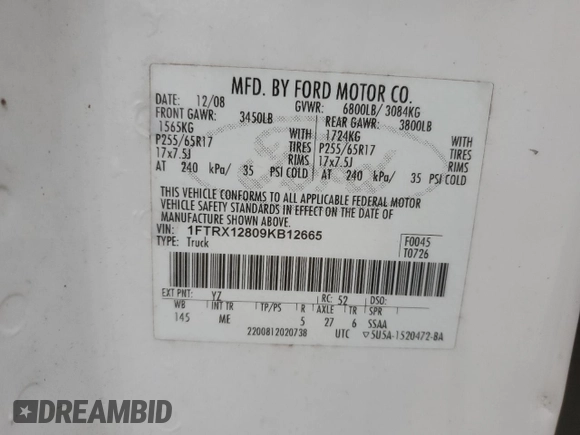 MFD. BY FORD MOTOR CO.
DATE: 12/08 GVWR: 6800LB/ 3084KG
FRONT GAWR: 3450LB REAR GAWR: 3800LB
1565KG WITH 1724KG WITH
P255/65R17 TIRES P255/65R17 TIRES
17x7.5J RIMS 17x7.5J RIMS
AT 240 kPa/ 35 PSI COLD AT 240 kPa/ 35 PSI COLD
THIS VEHICLE CONFORMS TO ALL APPLICABLE FEDERAL MOTOR
VEHICLE SAFETY STANDARDS IN EFFECT ON THE DATE OF
MANUFACTURE SHOWN ABOVE.
VIN: 1FTRX12809KB12665 F0045
TYPE: Truck T0726
EXT PNT: YZ RC: 52 DSO:
WB INT TR TP/PS R AXLE TR SPR
145 ME 5 27 6 SSAA
2200812020738 UTC ▽5U5A-1520472-BA
DREAMBID